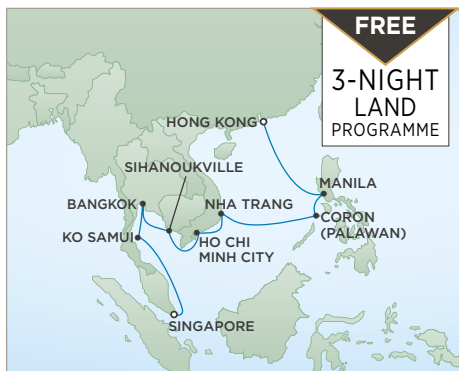 FREE
3-NIGHT
LAND
PROGRAMME
HONG KONG
SIHANOUKVILLE
MANILA
BANGKOK
NHA TRANG
CORON
(PALAWAN)
KO SAMUI
HO CHI
MINH CITY
SINGAPORE